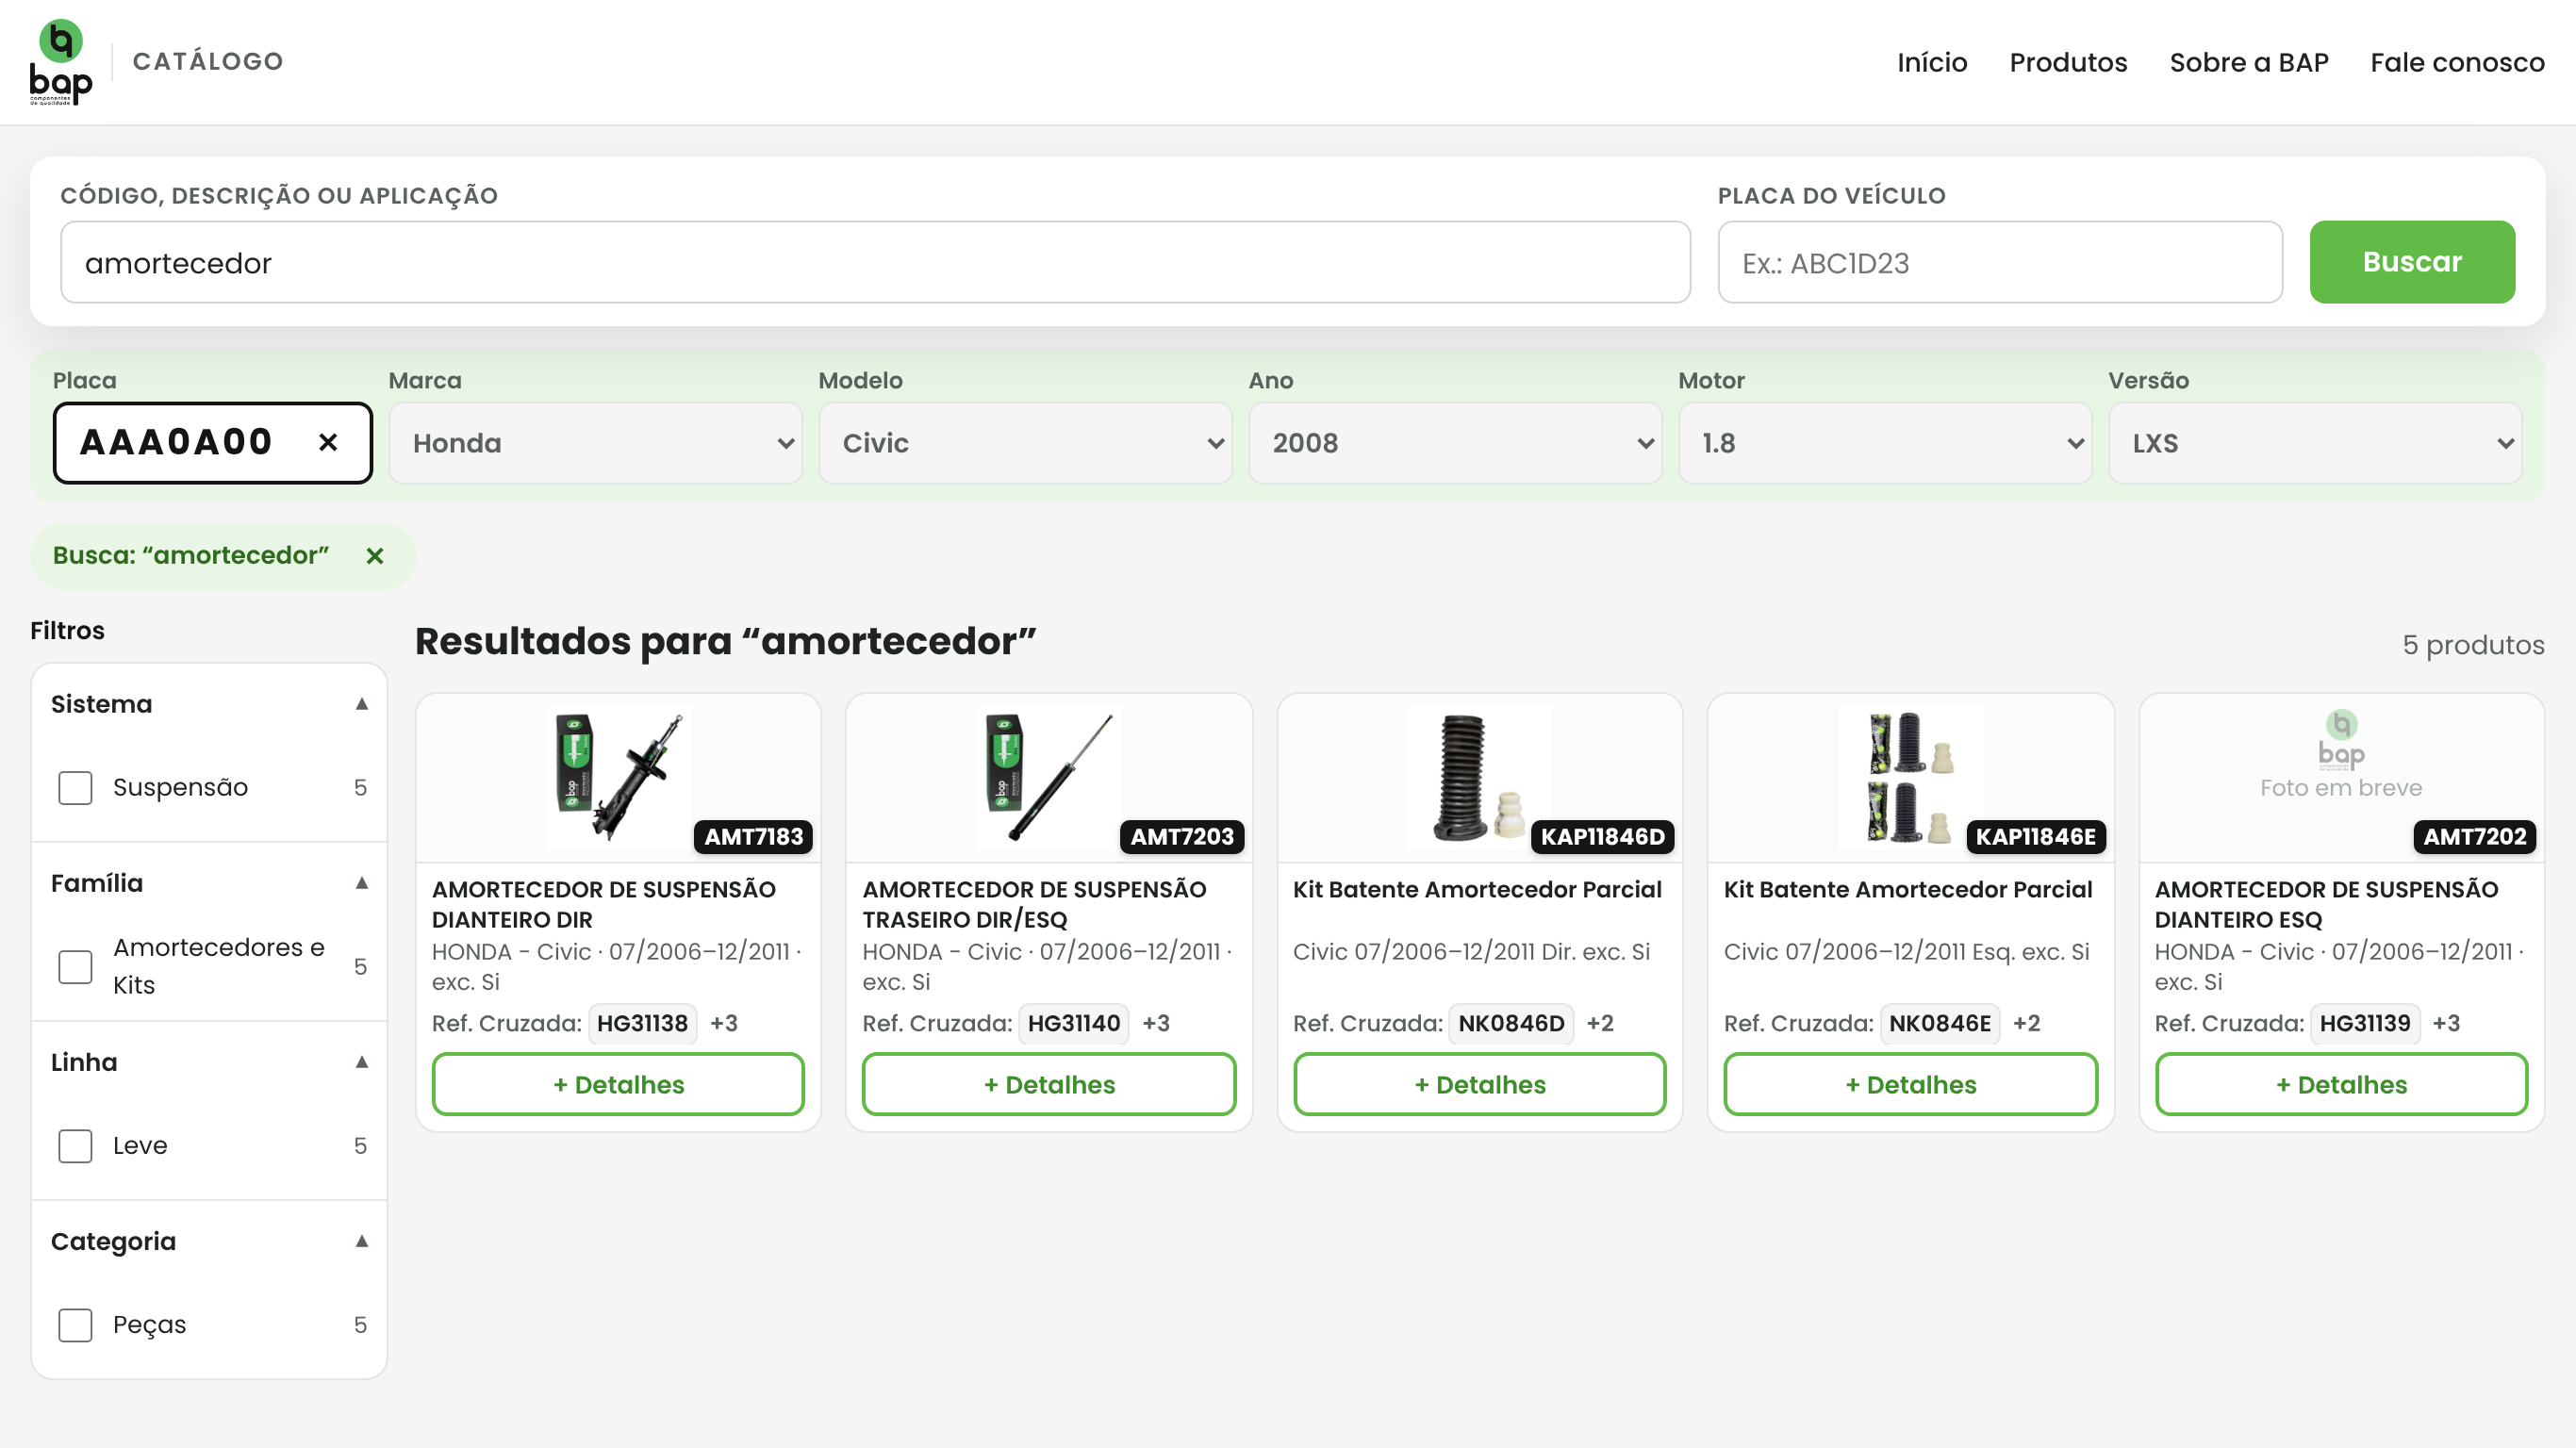 bap
componentes
de qualidade
CATÁLOGO
Início
Produtos
Sobre a BAP
Fale conosco
CÓDIGO, DESCRIÇÃO OU APLICAÇÃO
PLACA DO VEÍCULO
amortecedor
Ex.: ABC1D23
Buscar
Placa
Marca
Modelo
Ano
Motor
Versão
AAA0A00 ×
Honda
Civic
2008
1.8
LXS
Busca: “amortecedor” ×
Filtros
Sistema ▲
Suspensão 5
Família ▲
Amortecedores e
Kits
5
Linha ▲
Leve 5
Categoria ▲
Peças 5
Resultados para “amortecedor”
5 produtos
bap
AMT7183
AMORTECEDOR DE SUSPENSÃO
DIANTEIRO DIR
HONDA - Civic · 07/2006–12/2011 ·
exc. Si
Ref. Cruzada: HG31138 +3
+ Detalhes
bap
AMT7203
AMORTECEDOR DE SUSPENSÃO
TRASEIRO DIR/ESQ
HONDA - Civic · 07/2006–12/2011 ·
exc. Si
Ref. Cruzada: HG31140 +3
+ Detalhes
KAP11846D
Kit Batente Amortecedor Parcial
Civic 07/2006–12/2011 Dir. exc. Si
Ref. Cruzada: NK0846D +2
+ Detalhes
KAP11846E
Kit Batente Amortecedor Parcial
Civic 07/2006–12/2011 Esq. exc. Si
Ref. Cruzada: NK0846E +2
+ Detalhes
bap
Foto em breve
AMT7202
AMORTECEDOR DE SUSPENSÃO
DIANTEIRO ESQ
HONDA - Civic · 07/2006–12/2011 ·
exc. Si
Ref. Cruzada: HG31139 +3
+ Detalhes